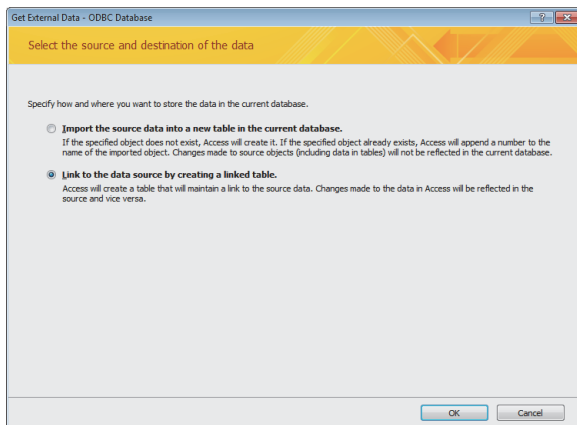 Get External Data - ODBC Database
Select the source and destination of the data
Specify how and where you want to store the data in the current database.
Import the source data into a new table in the current database.
If the specified object does not exist, Access will create it. If the specified object already exists, Access will append a number to the
name of the imported object. Changes made to source objects (including data in tables) will not be reflected in the current database.
Link to the data source by creating a linked table.
Access will create a table that will maintain a link to the source data. Changes made to the data in Access will be reflected in the
source and vice versa.
OK Cancel